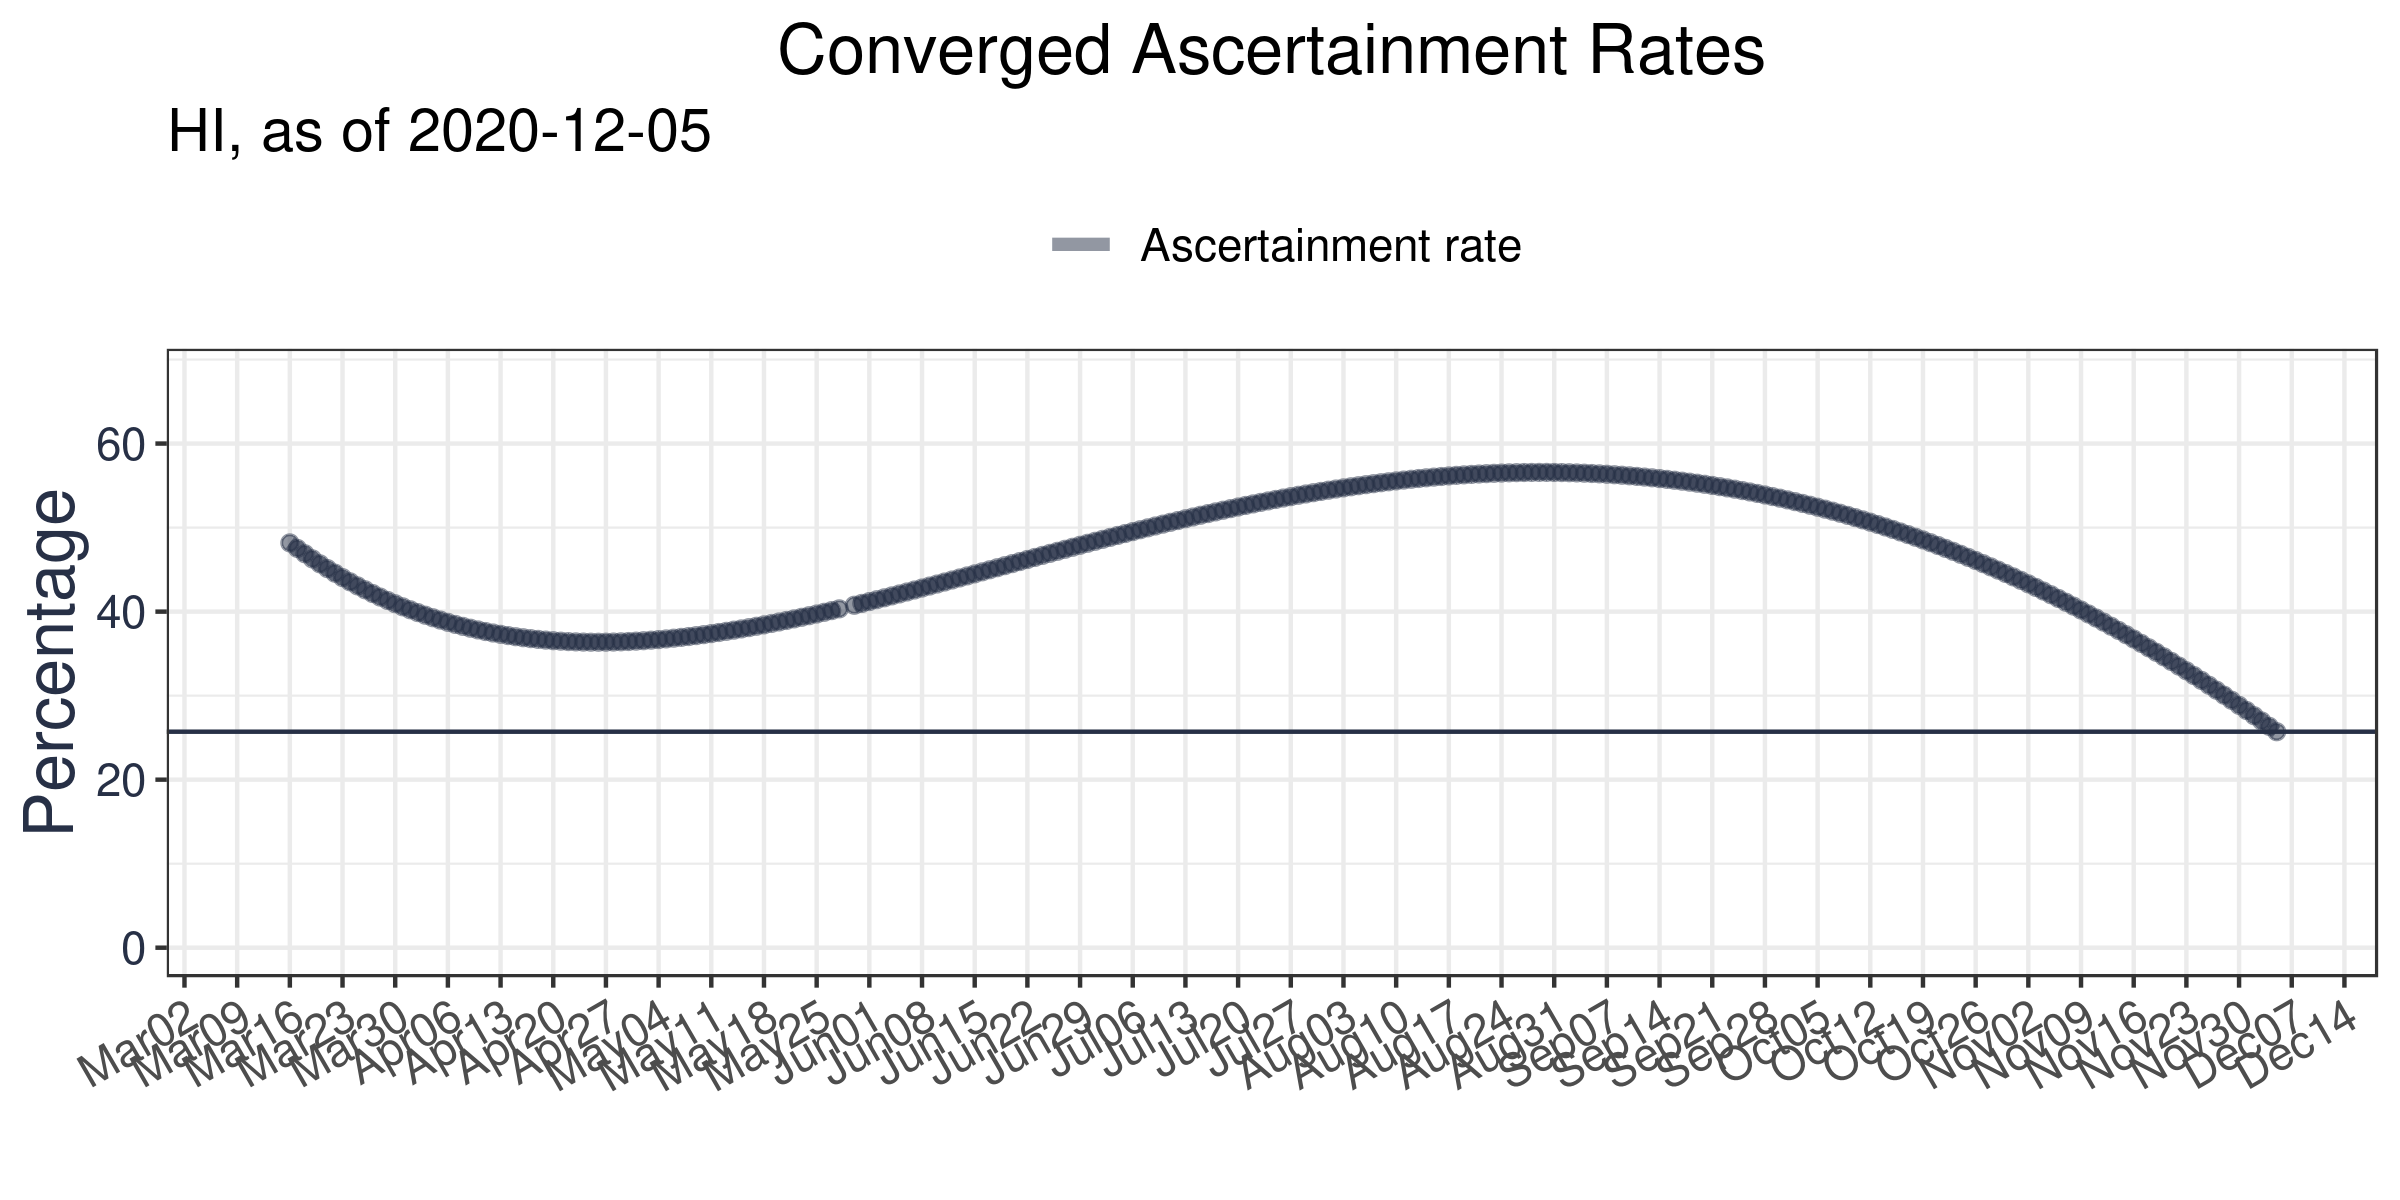 Converged Ascertainment Rates
HI, as of 2020-12-05
Ascertainment rate
Percentage
60
40
20
0
Mar02
Mar09
Mar16
Mar23
Mar30
Apr06
Apr13
Apr20
Apr27
May04
May11
May18
May25
Jun01
Jun08
Jun15
Jun22
Jun29
Jul06
Jul13
Jul20
Jul27
Aug03
Aug10
Aug17
Aug24
Aug31
Sep07
Sep14
Sep21
Sep28
Oct05
Oct12
Oct19
Oct26
Nov02
Nov09
Nov16
Nov23
Nov30
Dec07
Dec14